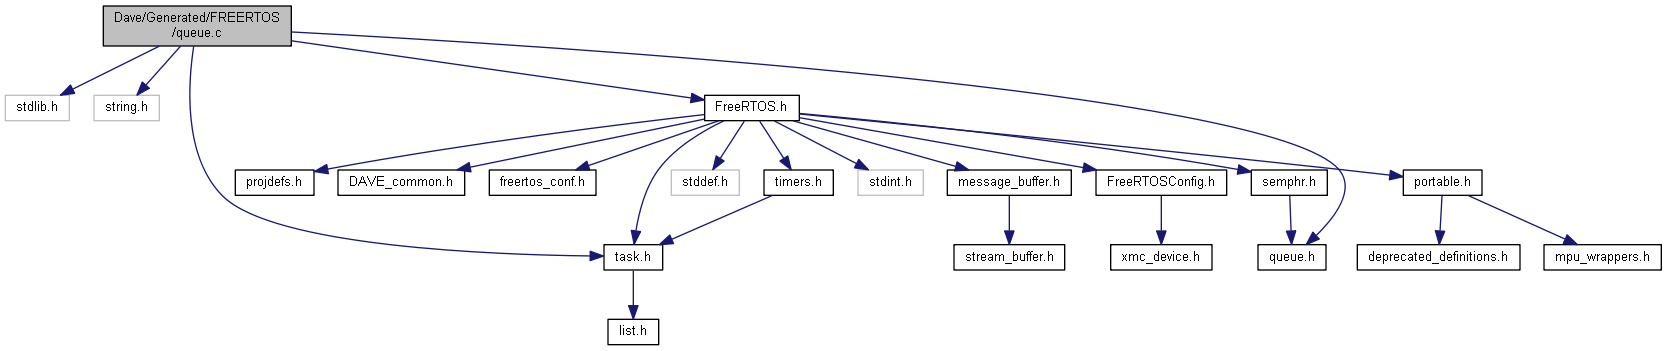 Dave/Generated/FREERTOS
/queue.c
stdlib.h
string.h
FreeRTOS.h
projdefs.h
DAVE_common.h
freertos_conf.h
stddef.h
timers.h
stdint.h
message_buffer.h
FreeRTOSConfig.h
semphr.h
portable.h
task.h
stream_buffer.h
xmc_device.h
queue.h
deprecated_definitions.h
mpu_wrappers.h
list.h